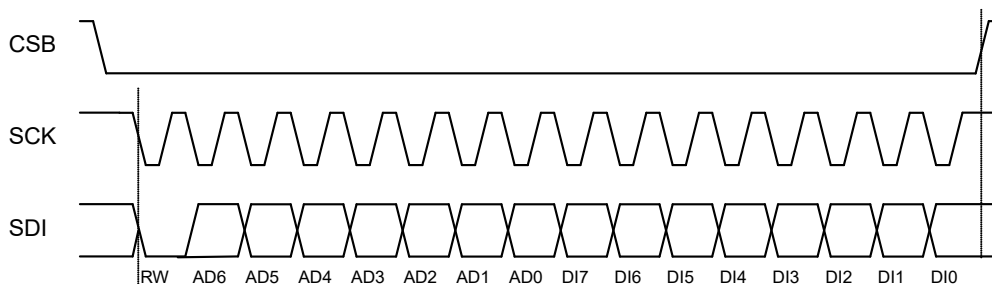 CSB
SCK
SDI
RW AD6 AD5 AD4 AD3 AD2 AD1 AD0 DI7 DI6 DI5 DI4 DI3 DI2 DI1 DI0